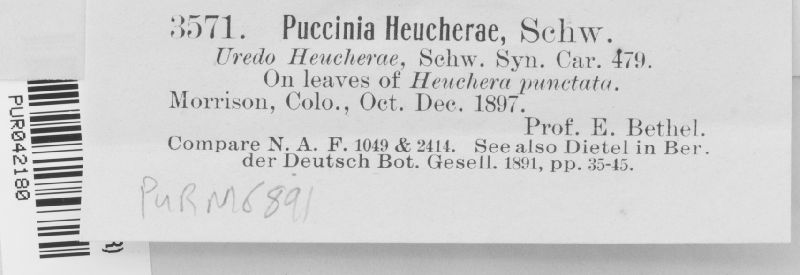 3571. Puccinia Heucherae, Schw.
Uredo Heucherae, Schw. Syn. Car. 479.
On leaves of Heuchera punctata.
Morrison, Colo., Oct. Dec. 1897.
Prof. E. Bethel.
Compare N. A. F. 1049 & 2414. See also Dietel in Ber.
der Deutsch Bot. Gesell. 1891, pp. 35-45.
PUR M6891
PUR042180